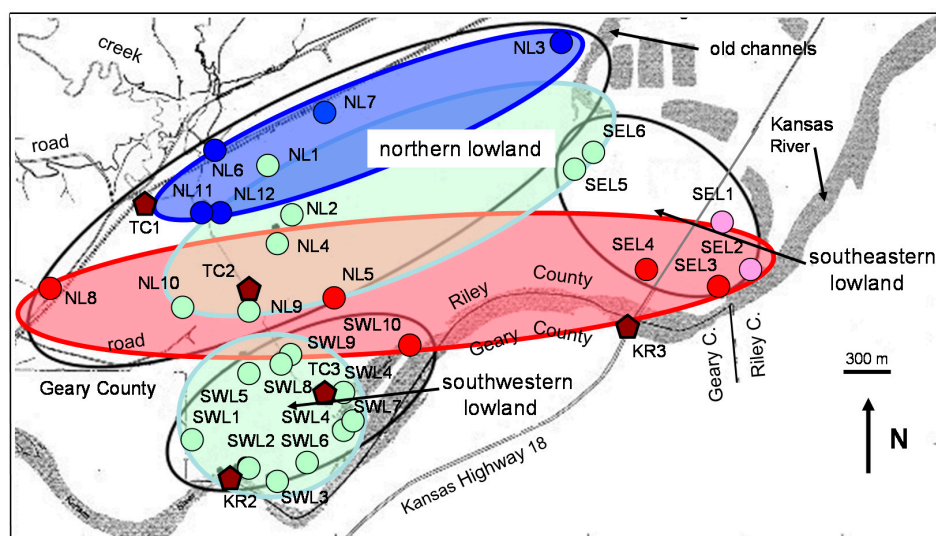 creek
NL3
old channels
NL7
Kansas
River
road
northern lowland
SEL6
NL1
NL6
SEL5
NL11
NL12
SEL1
TC1
NL2
NL4
SEL4
SEL2
TC2
SEL3
southeastern
lowland
NL8
NL10
NL5
County
Riley
NL9
SWL10
road
County
Geary
KR3
SWL9
Geary C.
Riley C.
300 m
Geary County
TC3
SWL4
SWL5
SWL8
southwestern
lowland
SWL1
SWL4
SWL7
SWL2
SWL6
N
KR2
SWL3
Kansas Highway 18